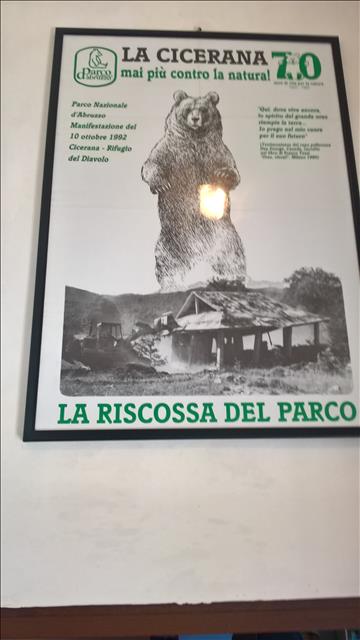 LA CICERANA
mai più contro la natura!
70
Parco
d'Abruzzo
Parco Nazionale
d'Abruzzo
Manifestazione del
10 ottobre 1992
Cicerana - Rifugio
del Diavolo
"Qui, dove vive ancora,
lo spirito del grande orso
riempie la terra...
Io prego nel mio cuore
per il suo futuro"
LA RISCOSSA DEL PARCO